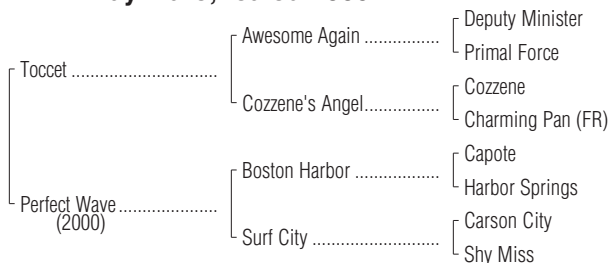 Deputy Minister
Awesome Again ..................
Primal Force
Toccet ...................................
Cozzene
Cozzene's Angel..................
Charming Pan (FR)
Capote
Boston Harbor ....................
Harbor Springs
Perfect Wave .......................
(2000)
Carson City
Surf City ..............................
Shy Miss